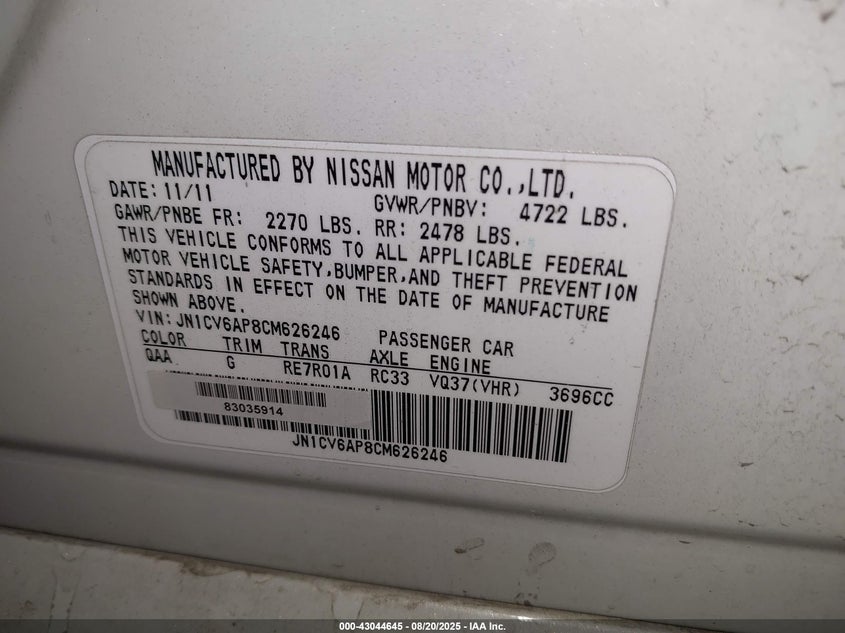 MANUFACTURED BY NISSAN MOTOR CO.,LTD.
DATE: 11/11 GVWR/PNBV: 4722 LBS.
GAWR/PNBE FR: 2270 LBS. RR: 2478 LBS.
THIS VEHICLE CONFORMS TO ALL APPLICABLE FEDERAL
MOTOR VEHICLE SAFETY,BUMPER,AND THEFT PREVENTION
STANDARDS IN EFFECT ON THE DATE OF MANUFACTURE
SHOWN ABOVE.
VIN: JN1CV6AP8CM626246 PASSENGER CAR
COLOR TRIM TRANS AXLE ENGINE
QAA G RE7R01A RC33 VQ37(VHR) 3696CC
83035914
JN1CV6AP8CM626246
000-43044645 - 08/20/2025 - IAA Inc.